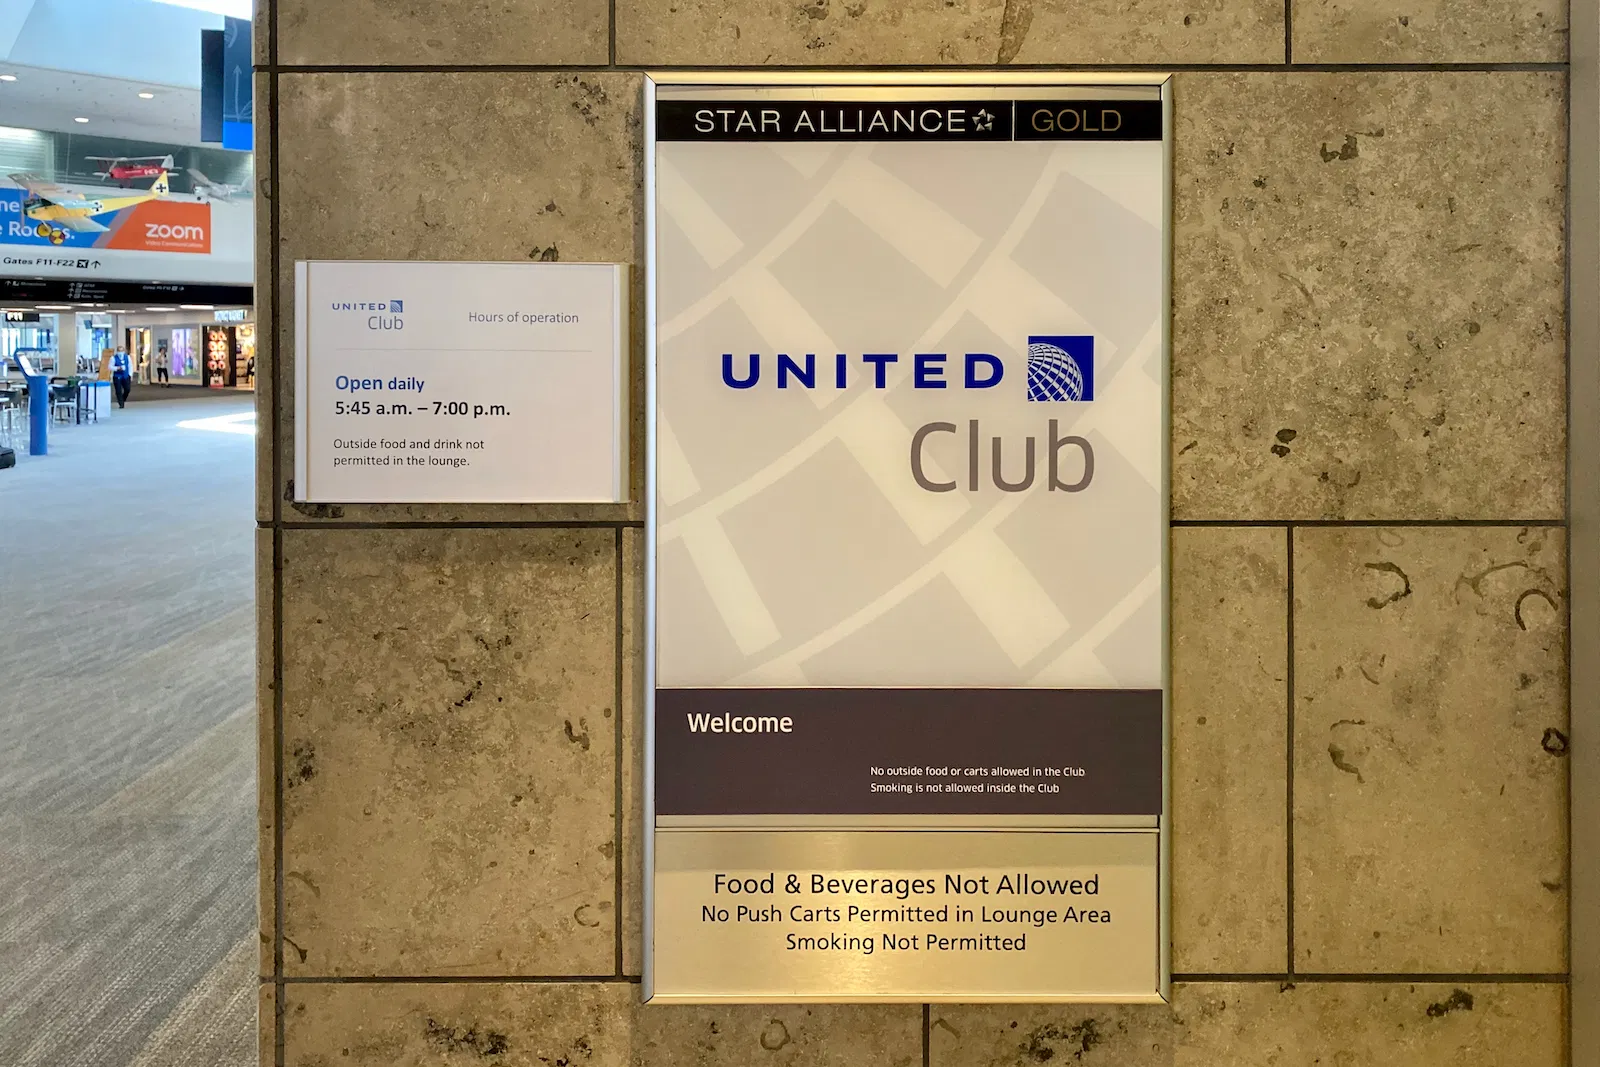 zoom
Gates F11-F22
UNITED
Club
Hours of operation
Open daily
5:45 a.m. – 7:00 p.m.
Outside food and drink not
permitted in the lounge.
STAR ALLIANCE GOLD
UNITED
Club
Welcome
No outside food or carts allowed in the Club
Smoking is not allowed inside the Club
Food & Beverages Not Allowed
No Push Carts Permitted in Lounge Area
Smoking Not Permitted